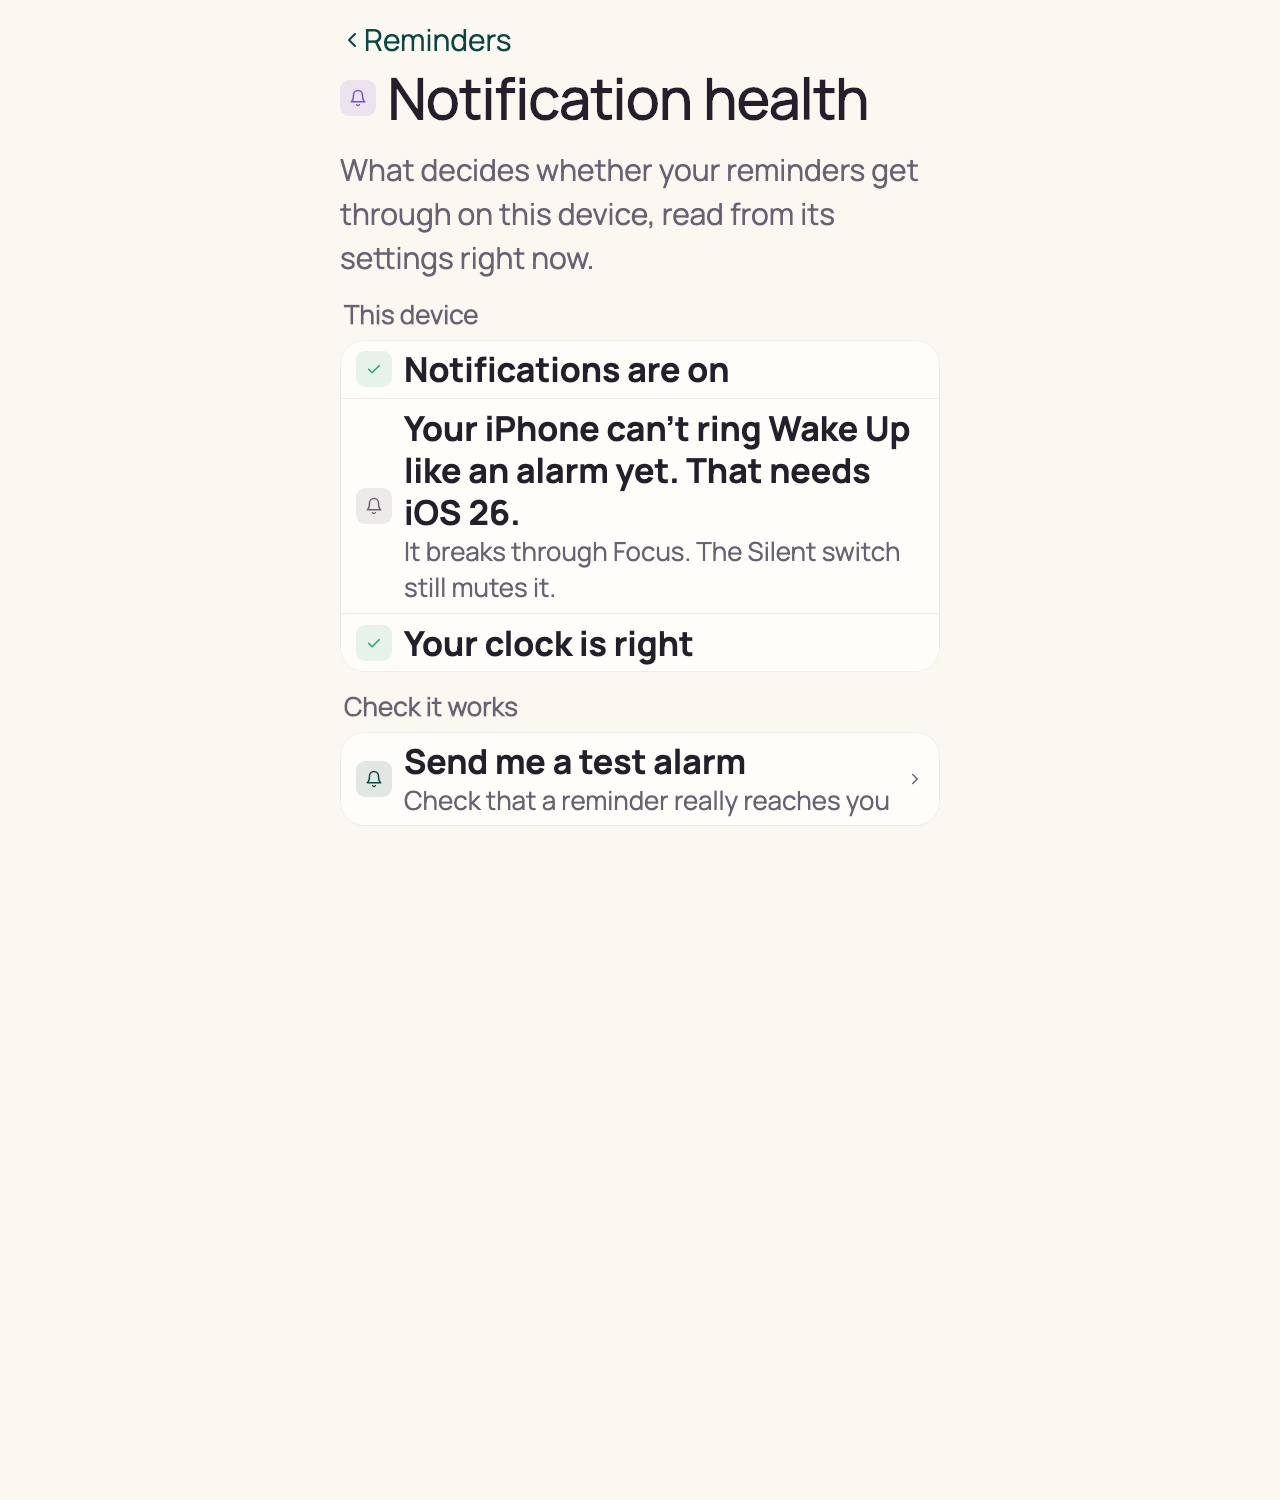 Reminders
Notification health
What decides whether your reminders get
through on this device, read from its
settings right now.
This device
Notifications are on
Your iPhone can’t ring Wake Up
like an alarm yet. That needs
iOS 26.
It breaks through Focus. The Silent switch
still mutes it.
Your clock is right
Check it works
Send me a test alarm
Check that a reminder really reaches you